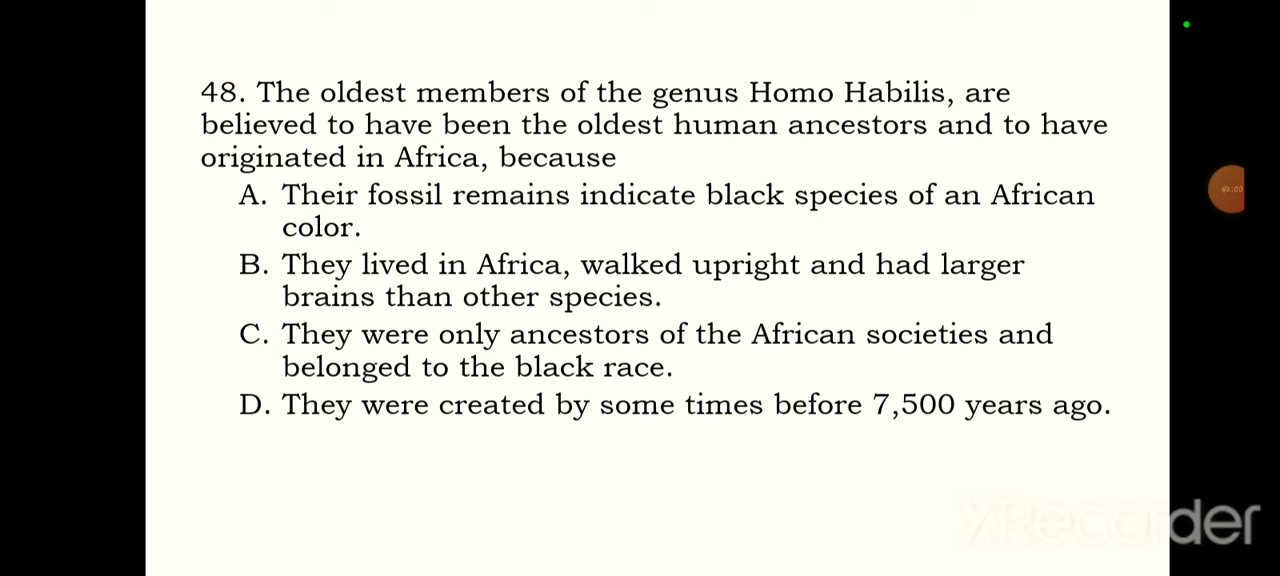 48. The oldest members of the genus Homo Habilis, are
believed to have been the oldest human ancestors and to have
originated in Africa, because
A. Their fossil remains indicate black species of an African
color.
B. They lived in Africa, walked upright and had larger
brains than other species.
C. They were only ancestors of the African societies and
belonged to the black race.
D. They were created by some times before 7,500 years ago.
XRecorder